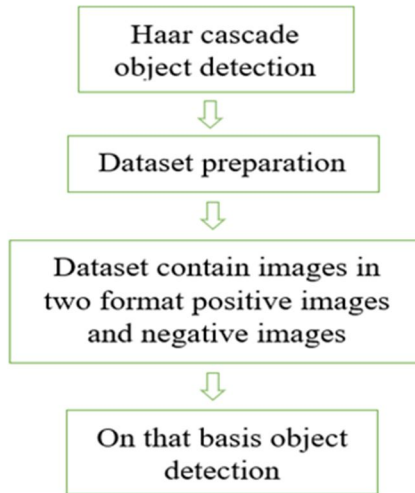 Haar cascade
object detection
Dataset preparation
Dataset contain images in
two format positive images
and negative images
On that basis object
detection